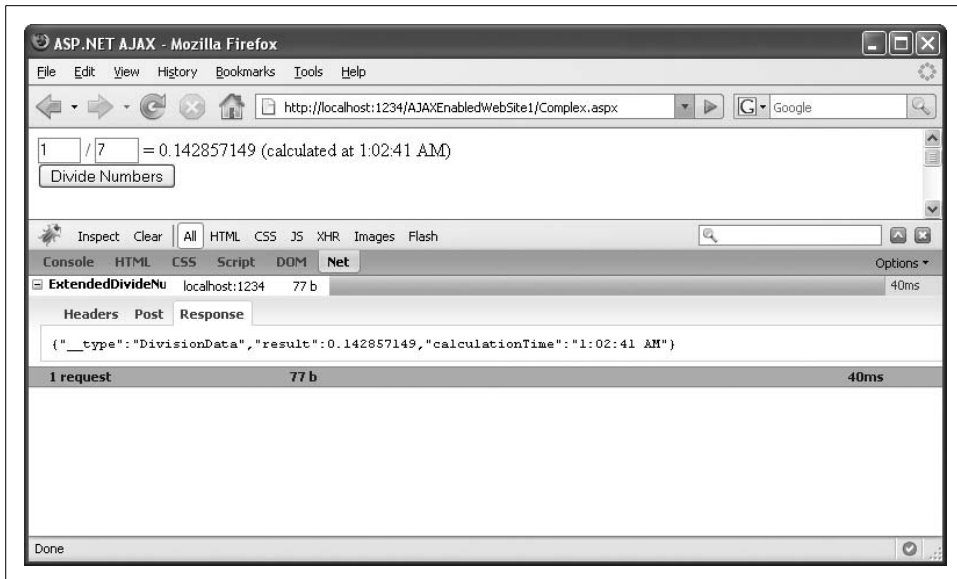 ASP.NET AJAX - Mozilla Firefox
File Edit View History Bookmarks Tools Help
http://localhost:1234/AJAXEnabledWebSite1/Complex.aspx G Google
1 / 7 = 0.142857149 (calculated at 1:02:41 AM)
Divide Numbers
Inspect Clear All HTML CSS JS XHR Images Flash
Console HTML CSS Script DOM Net Options
ExtendedDivideNu localhost:1234 77 b 40ms
Headers Post Response
{"__type":"DivisionData","result":0.142857149,"calculationTime":"1:02:41 AM"}
1 request 77 b 40ms
Done